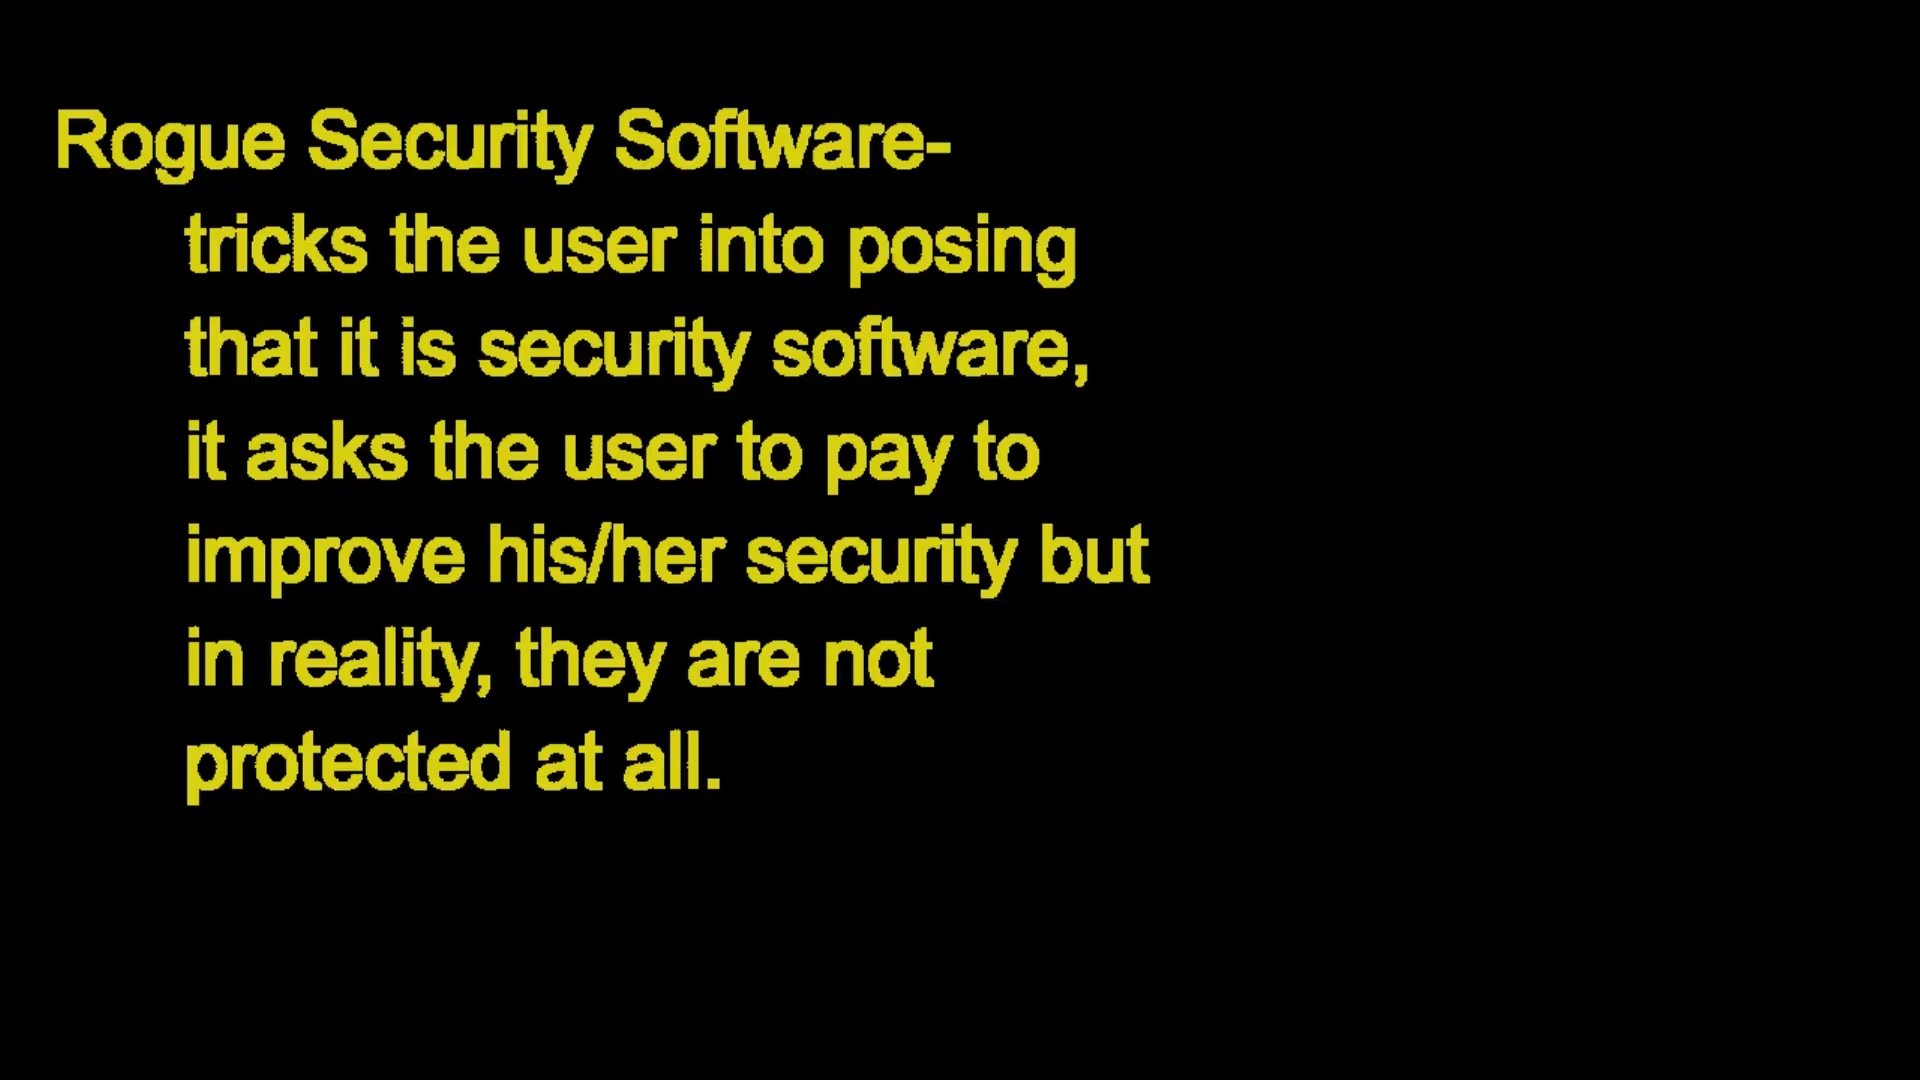 Rogue Security Software-
tricks the user into posing
that it is security software,
it asks the user to pay to
improve his/her security but
in reality, they are not
protected at all.